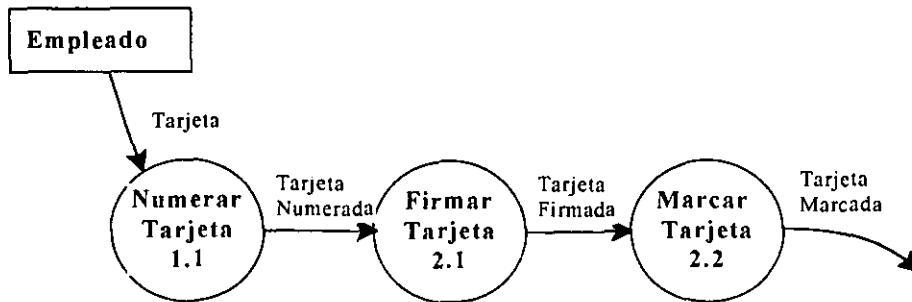 Empleado
Tarjeta
Numerar
Tarjeta
1.1
Tarjeta
Numerada
Firmar
Tarjeta
2.1
Tarjeta
Firmada
Marcar
Tarjeta
2.2
Tarjeta
Marcada